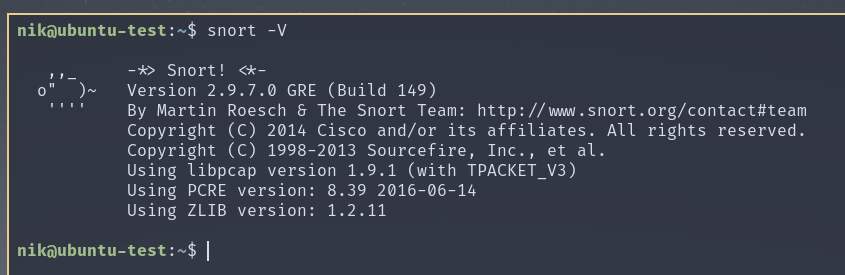 nik@ubuntu-test:~$ snort -V
   ,,_     -*> Snort! <*-
  o"  )~   Version 2.9.7.0 GRE (Build 149)
   ''''    By Martin Roesch & The Snort Team: http://www.snort.org/contact#team
           Copyright (C) 2014 Cisco and/or its affiliates. All rights reserved.
           Copyright (C) 1998-2013 Sourcefire, Inc., et al.
           Using libpcap version 1.9.1 (with TPACKET_V3)
           Using PCRE version: 8.39 2016-06-14
           Using ZLIB version: 1.2.11
nik@ubuntu-test:~$